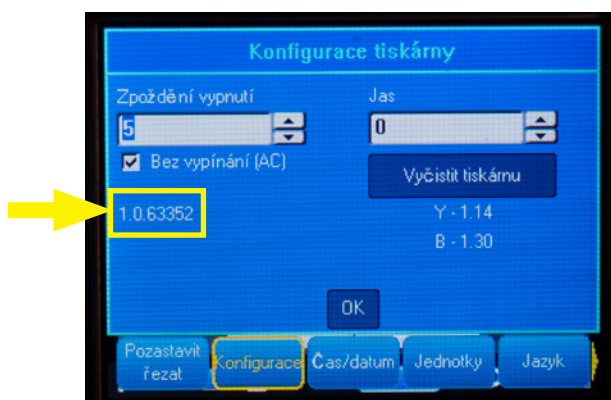 Konfigurace tiskárny
Zpoždění vypnutí
5
Bez vypínání (AC)
1.0.63352
Jas
0
Vyčistit tiskárnu
Y - 1.14
B - 1.30
OK
Pozastavit řezat
Konfigurace
Čas/datum
Jednotky
Jazyk